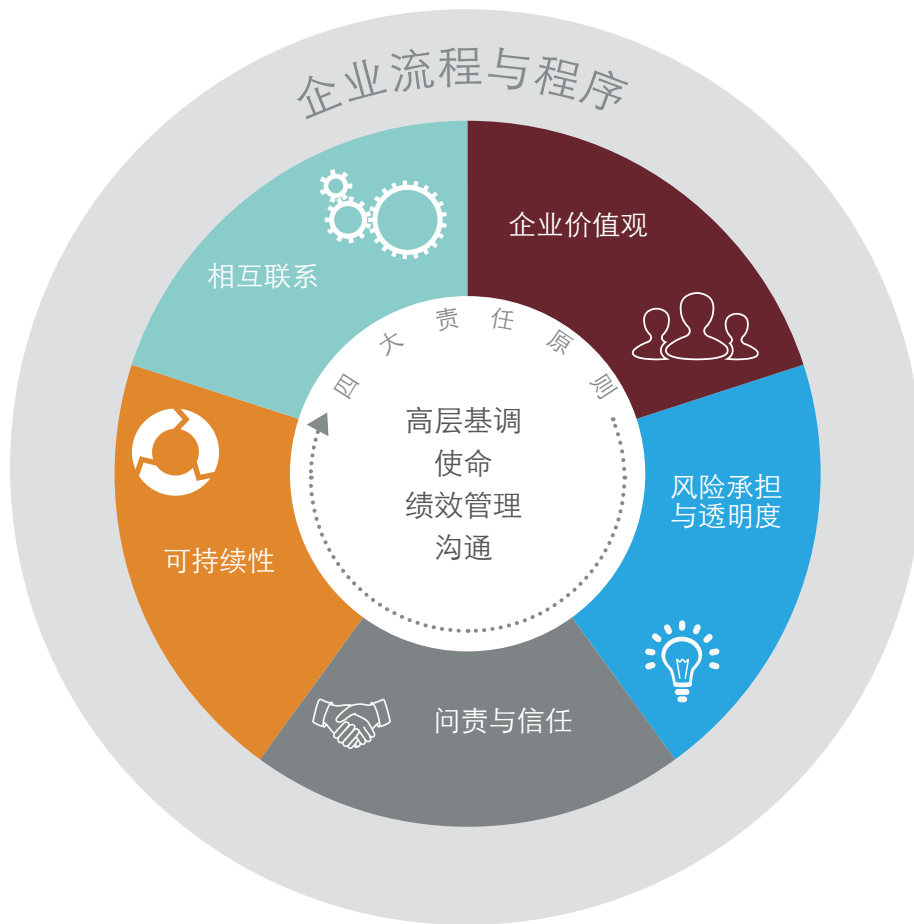 企业流程与程序
相互联系
企业价值观
四大责任原则
高层基调
使命
绩效管理
沟通
风险承担
与透明度
可持续性
问责与信任